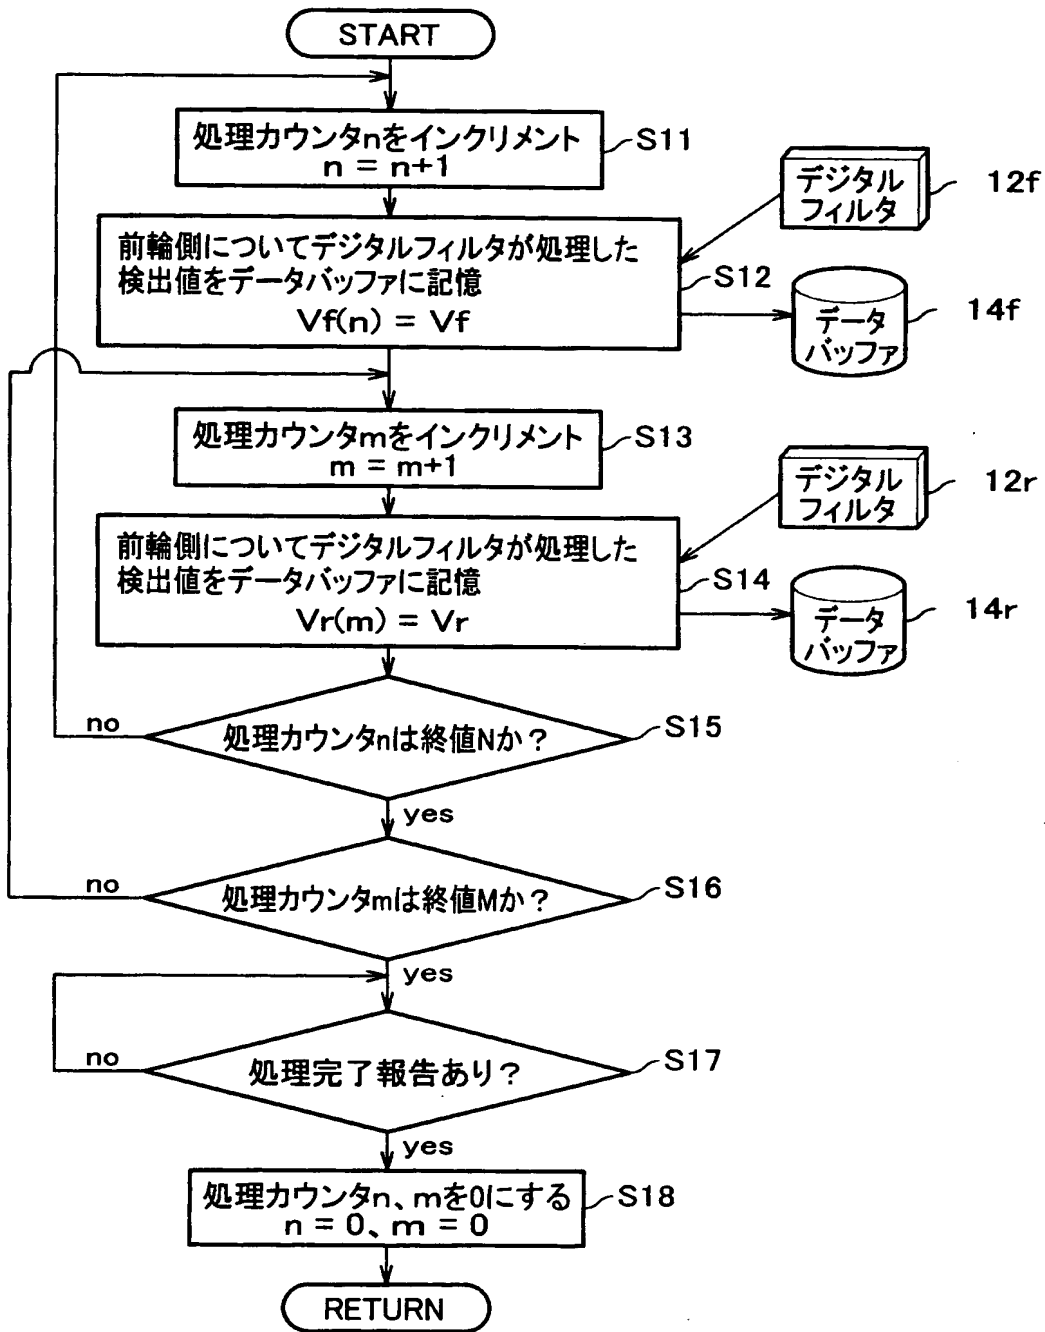 START
処理カウンタnをインクリメント
n = n+1
S11
デジタル
フィルタ
12f
前輪側についてデジタルフィルタが処理した
検出値をデータバッファに記憶
Vf(n) = Vf
S12
データ
バッファ
14f
処理カウンタmをインクリメント
m = m+1
S13
デジタル
フィルタ
12r
前輪側についてデジタルフィルタが処理した
検出値をデータバッファに記憶
Vr(m) = Vr
S14
データ
バッファ
14r
no
処理カウンタnは終値Nか？
S15
yes
no
処理カウンタmは終値Mか？
S16
yes
no
処理完了報告あり？
S17
yes
処理カウンタn、mを0にする
n = 0、m = 0
S18
RETURN